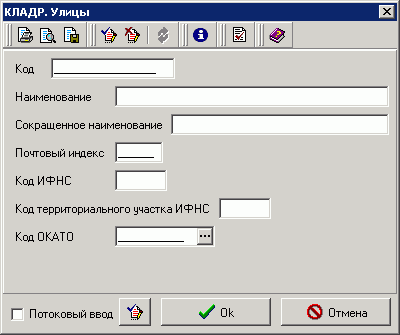 КЛАДР. Улицы
Код
Наименование
Сокращенное наименование
Почтовый индекс
Код ИФНС
Код территориального участка ИФНС
Код ОКАТО
Потоковый ввод Ok Отмена